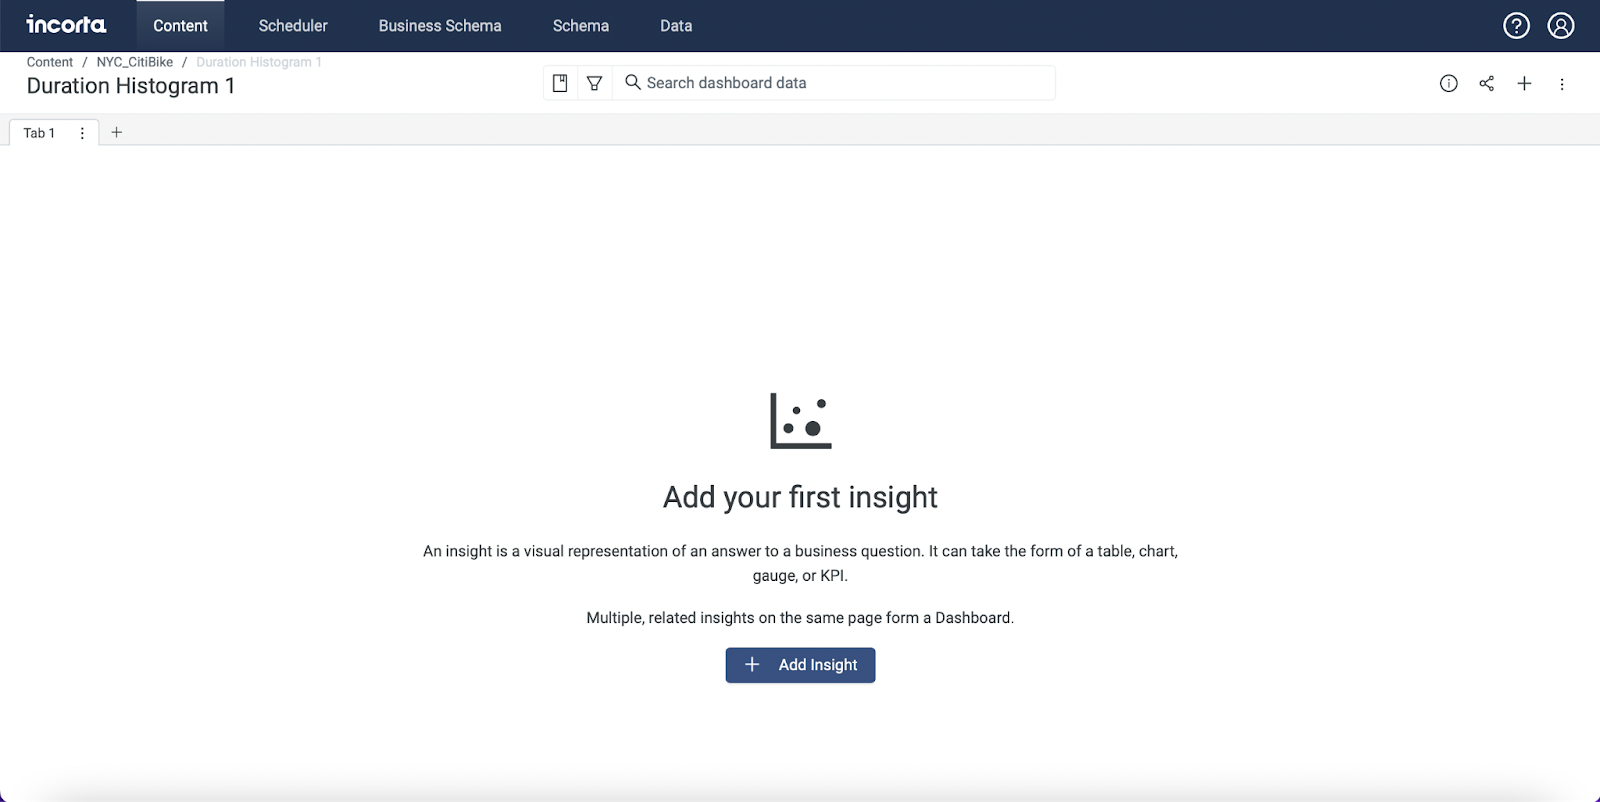 incorta
Content
Scheduler
Business Schema
Schema
Data
Content / NYC_CitiBike / Duration Histogram 1
Duration Histogram 1
Search dashboard data
Tab 1
Add your first insight
An insight is a visual representation of an answer to a business question. It can take the form of a table, chart,
gauge, or KPI.
Multiple, related insights on the same page form a Dashboard.
Add Insight